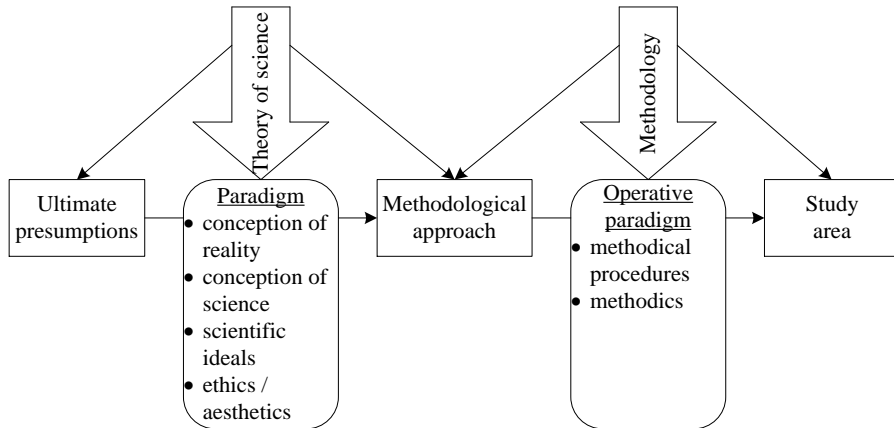 Theory of science
Methodology
Ultimate
presumptions
Paradigm
• conception of
reality
• conception of
science
• scientific
ideals
• ethics /
aesthetics
Methodological
approach
Operative
paradigm
• methodical
procedures
• methodics
Study
area